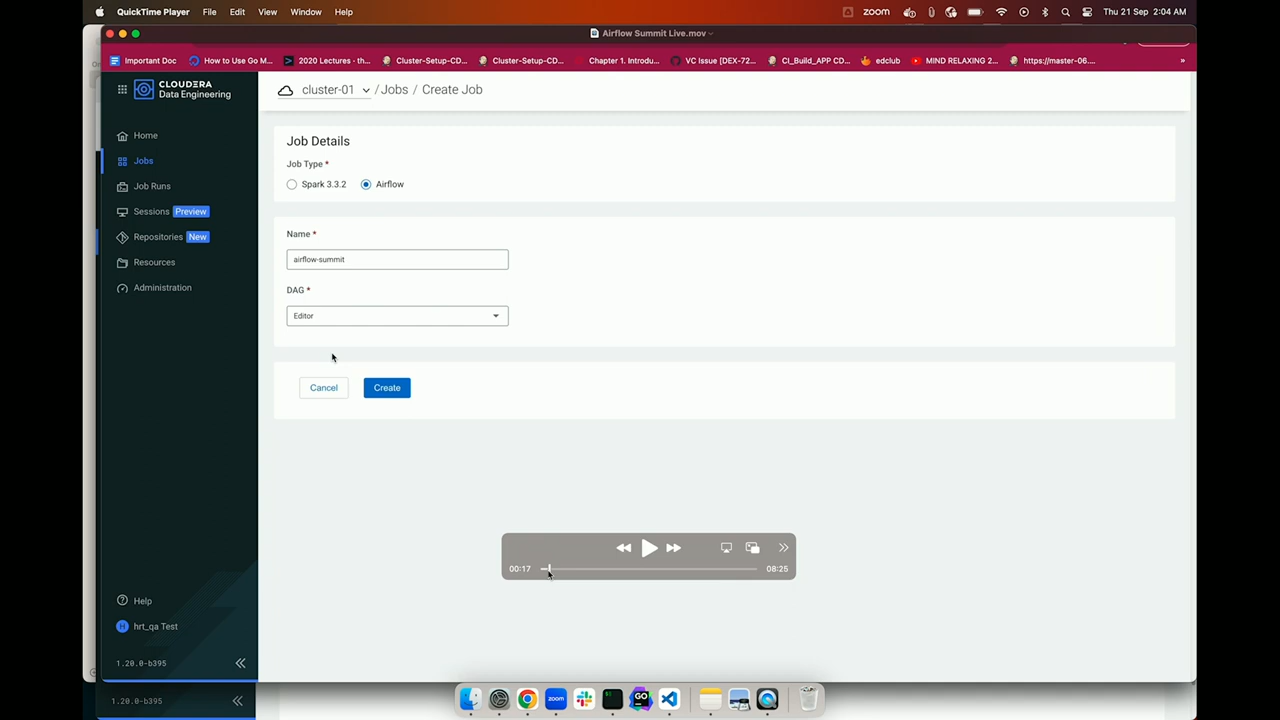 QuickTime Player File Edit View Window Help zoom Thu 21 Sep 2:04 AM
Airflow Summit Live.mov
Important Doc How to Use Go M... 2020 Lectures · th... Cluster-Setup-CD... Cluster-Setup-CD... Chapter 1. Introdu... VC Issue [DEX-72... CI_Build_APP CD... edclub MIND RELAXING 2... https://master-06.... »
CLOUDERA
Data Engineering
cluster-01 / Jobs / Create Job
Home
Jobs
Job Runs
Sessions Preview
Repositories New
Resources
Administration
Job Details
Job Type *
Spark 3.3.2 Airflow
Name *
airflow-summit
DAG *
Editor
Cancel Create
00:17 08:25
Help
H hrt_qa Test
1.20.0-b395
1.20.0-b395
zoom GO